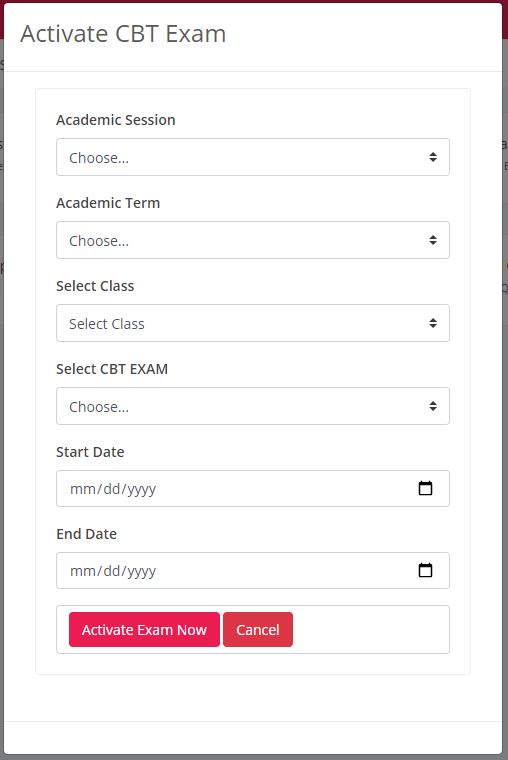 Activate CBT Exam
Academic Session
Choose...
Academic Term
Choose...
Select Class
Select Class
Select CBT EXAM
Choose...
Start Date
mm/dd/yyyy
End Date
mm/dd/yyyy
Activate Exam Now Cancel